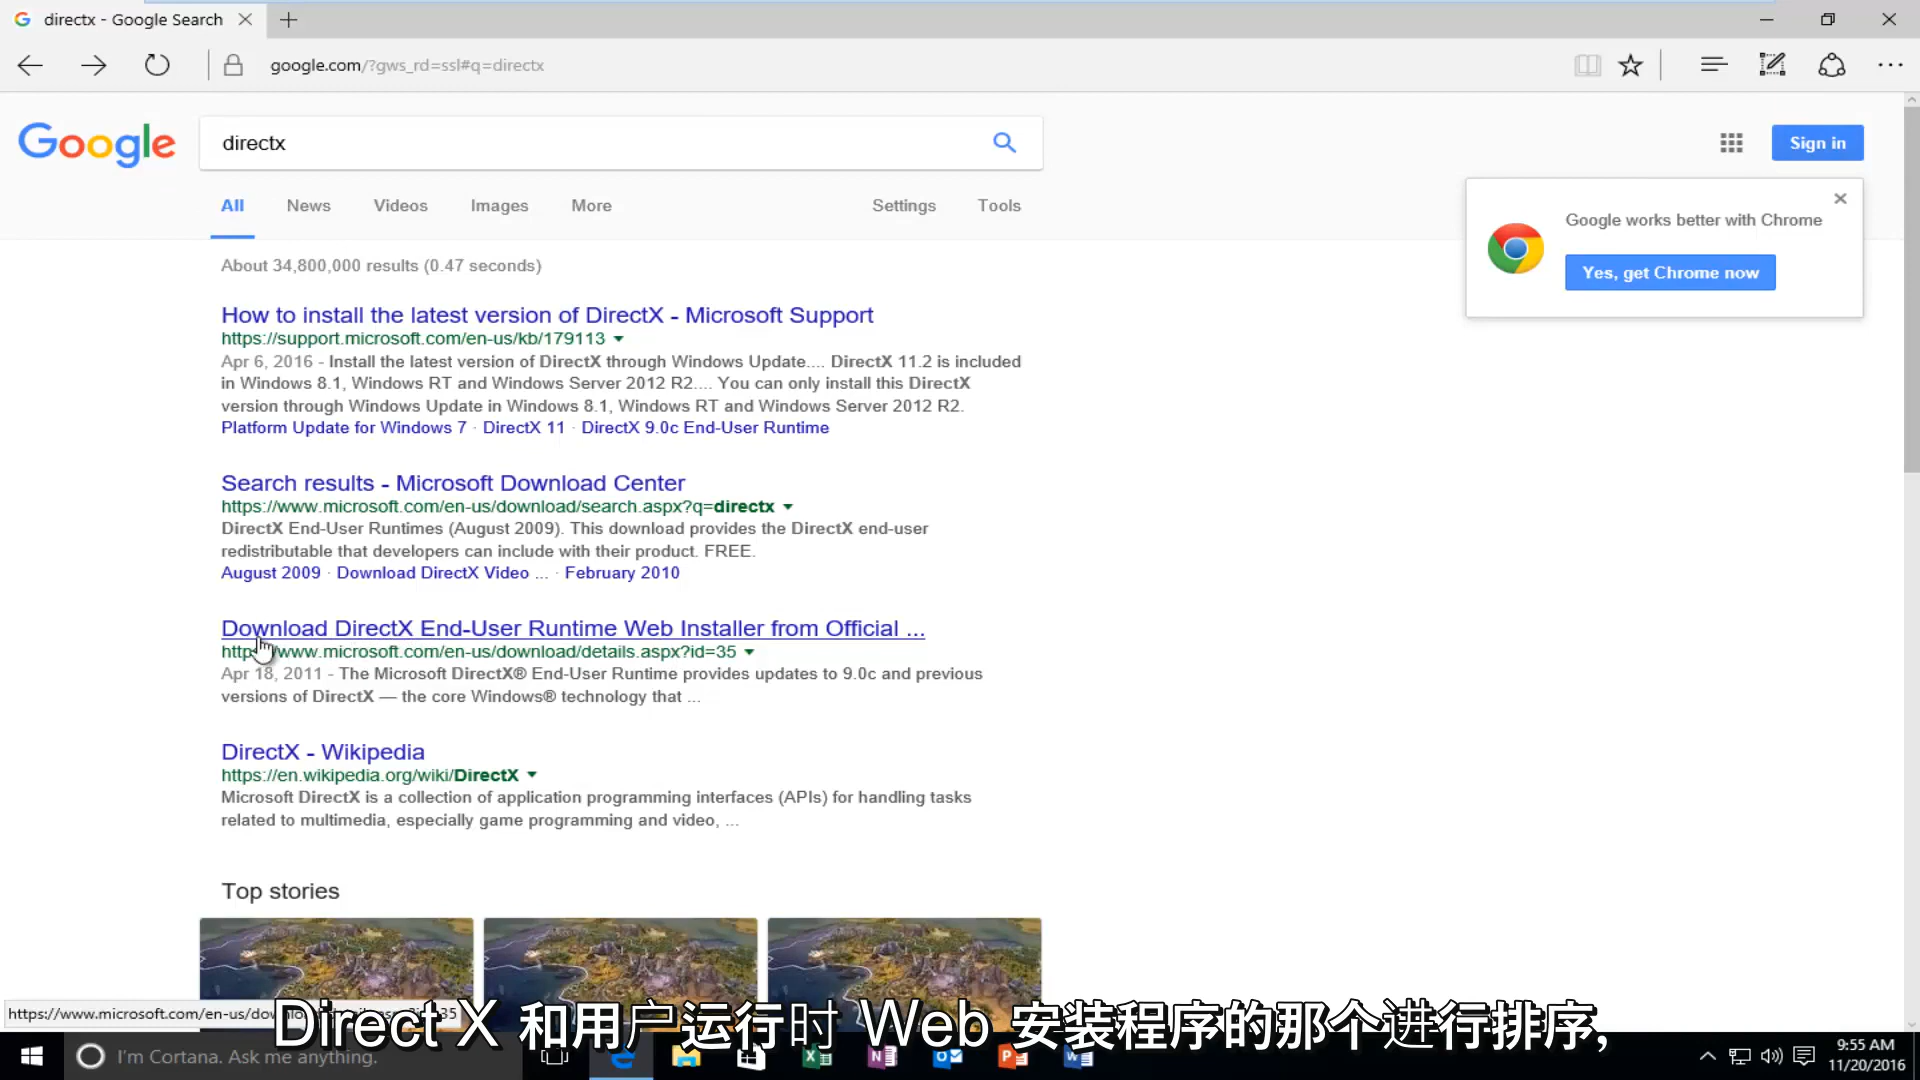 directx - Google Search
google.com/?gws_rd=ssl#q=directx
Google
directx
Sign in
All News Videos Images More Settings Tools
Google works better with Chrome
Yes, get Chrome now
About 34,800,000 results (0.47 seconds)
How to install the latest version of DirectX - Microsoft Support
https://support.microsoft.com/en-us/kb/179113
Apr 6, 2016 - Install the latest version of DirectX through Windows Update.... DirectX 11.2 is included
in Windows 8.1, Windows RT and Windows Server 2012 R2.... You can only install this DirectX
version through Windows Update in Windows 8.1, Windows RT and Windows Server 2012 R2.
Platform Update for Windows 7 · DirectX 11 · DirectX 9.0c End-User Runtime
Search results - Microsoft Download Center
https://www.microsoft.com/en-us/download/search.aspx?q=directx
DirectX End-User Runtimes (August 2009). This download provides the DirectX end-user
redistributable that developers can include with their product. FREE.
August 2009 · Download DirectX Video ... · February 2010
Download DirectX End-User Runtime Web Installer from Official ...
https://www.microsoft.com/en-us/download/details.aspx?id=35
Apr 18, 2011 - The Microsoft DirectX® End-User Runtime provides updates to 9.0c and previous
versions of DirectX — the core Windows® technology that ...
DirectX - Wikipedia
https://en.wikipedia.org/wiki/DirectX
Microsoft DirectX is a collection of application programming interfaces (APIs) for handling tasks
related to multimedia, especially game programming and video, ...
Top stories
https://www.microsoft.com/en-us/dow 35
Direct X 和用户运行时 Web 安装程序的那个进行排序,
I'm Cortana. Ask me anything.
9:55 AM
11/20/2016